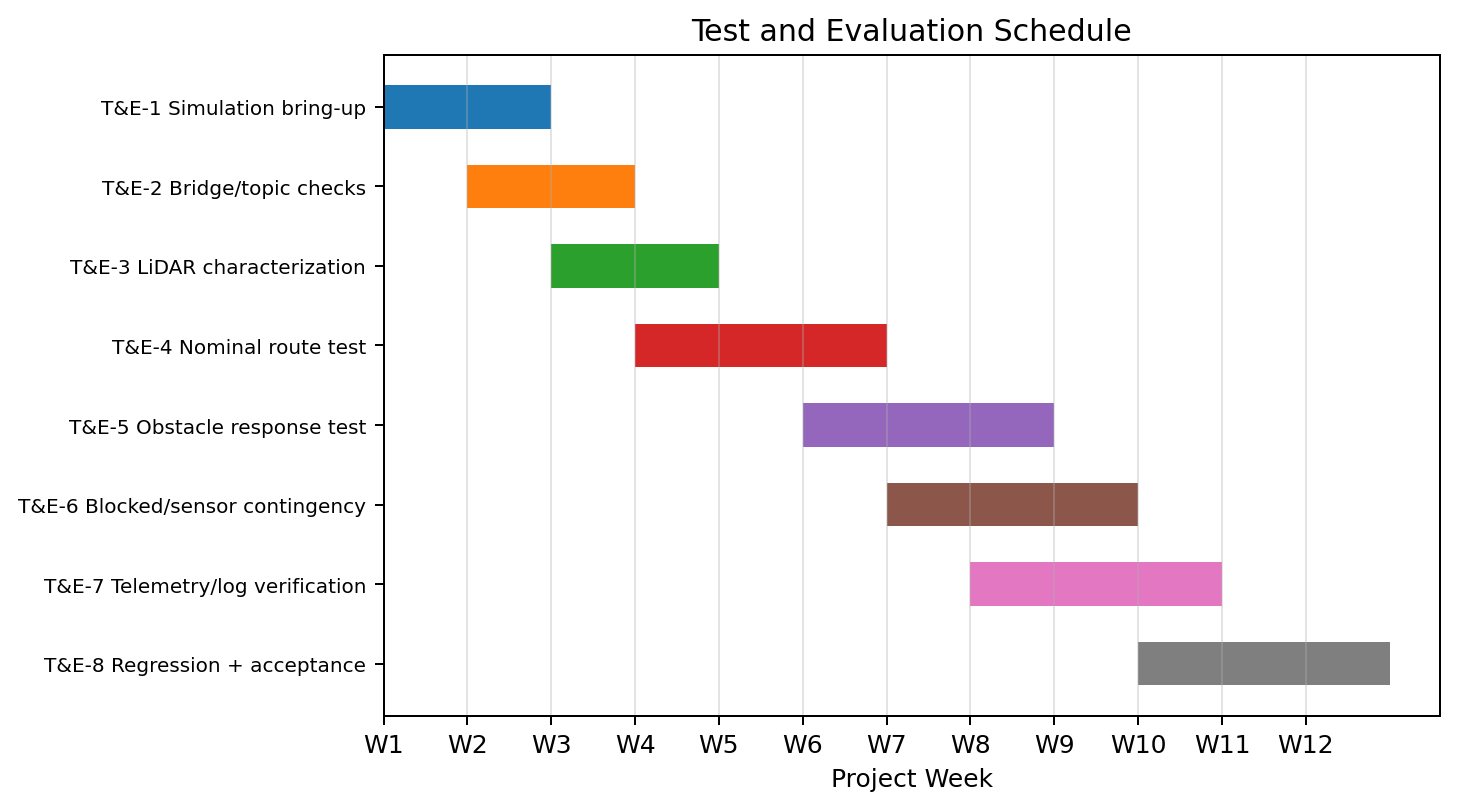 Test and Evaluation Schedule
T&E-1 Simulation bring-up
T&E-2 Bridge/topic checks
T&E-3 LiDAR characterization
T&E-4 Nominal route test
T&E-5 Obstacle response test
T&E-6 Blocked/sensor contingency
T&E-7 Telemetry/log verification
T&E-8 Regression + acceptance
W1 W2 W3 W4 W5 W6 W7 W8 W9 W10 W11 W12
Project Week